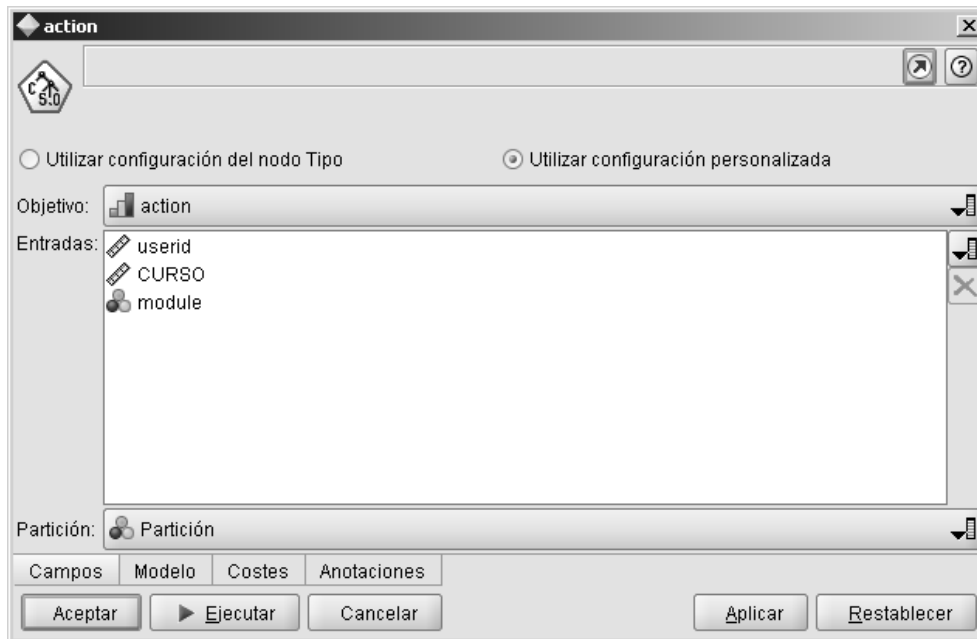 action
C 5.0
Utilizar configuración del nodo Tipo
Utilizar configuración personalizada
Objetivo: action
Entradas: userid
CURSO
module
Partición: Partición
Campos Modelo Costes Anotaciones
Aceptar Ejecutar Cancelar Aplicar Restablecer